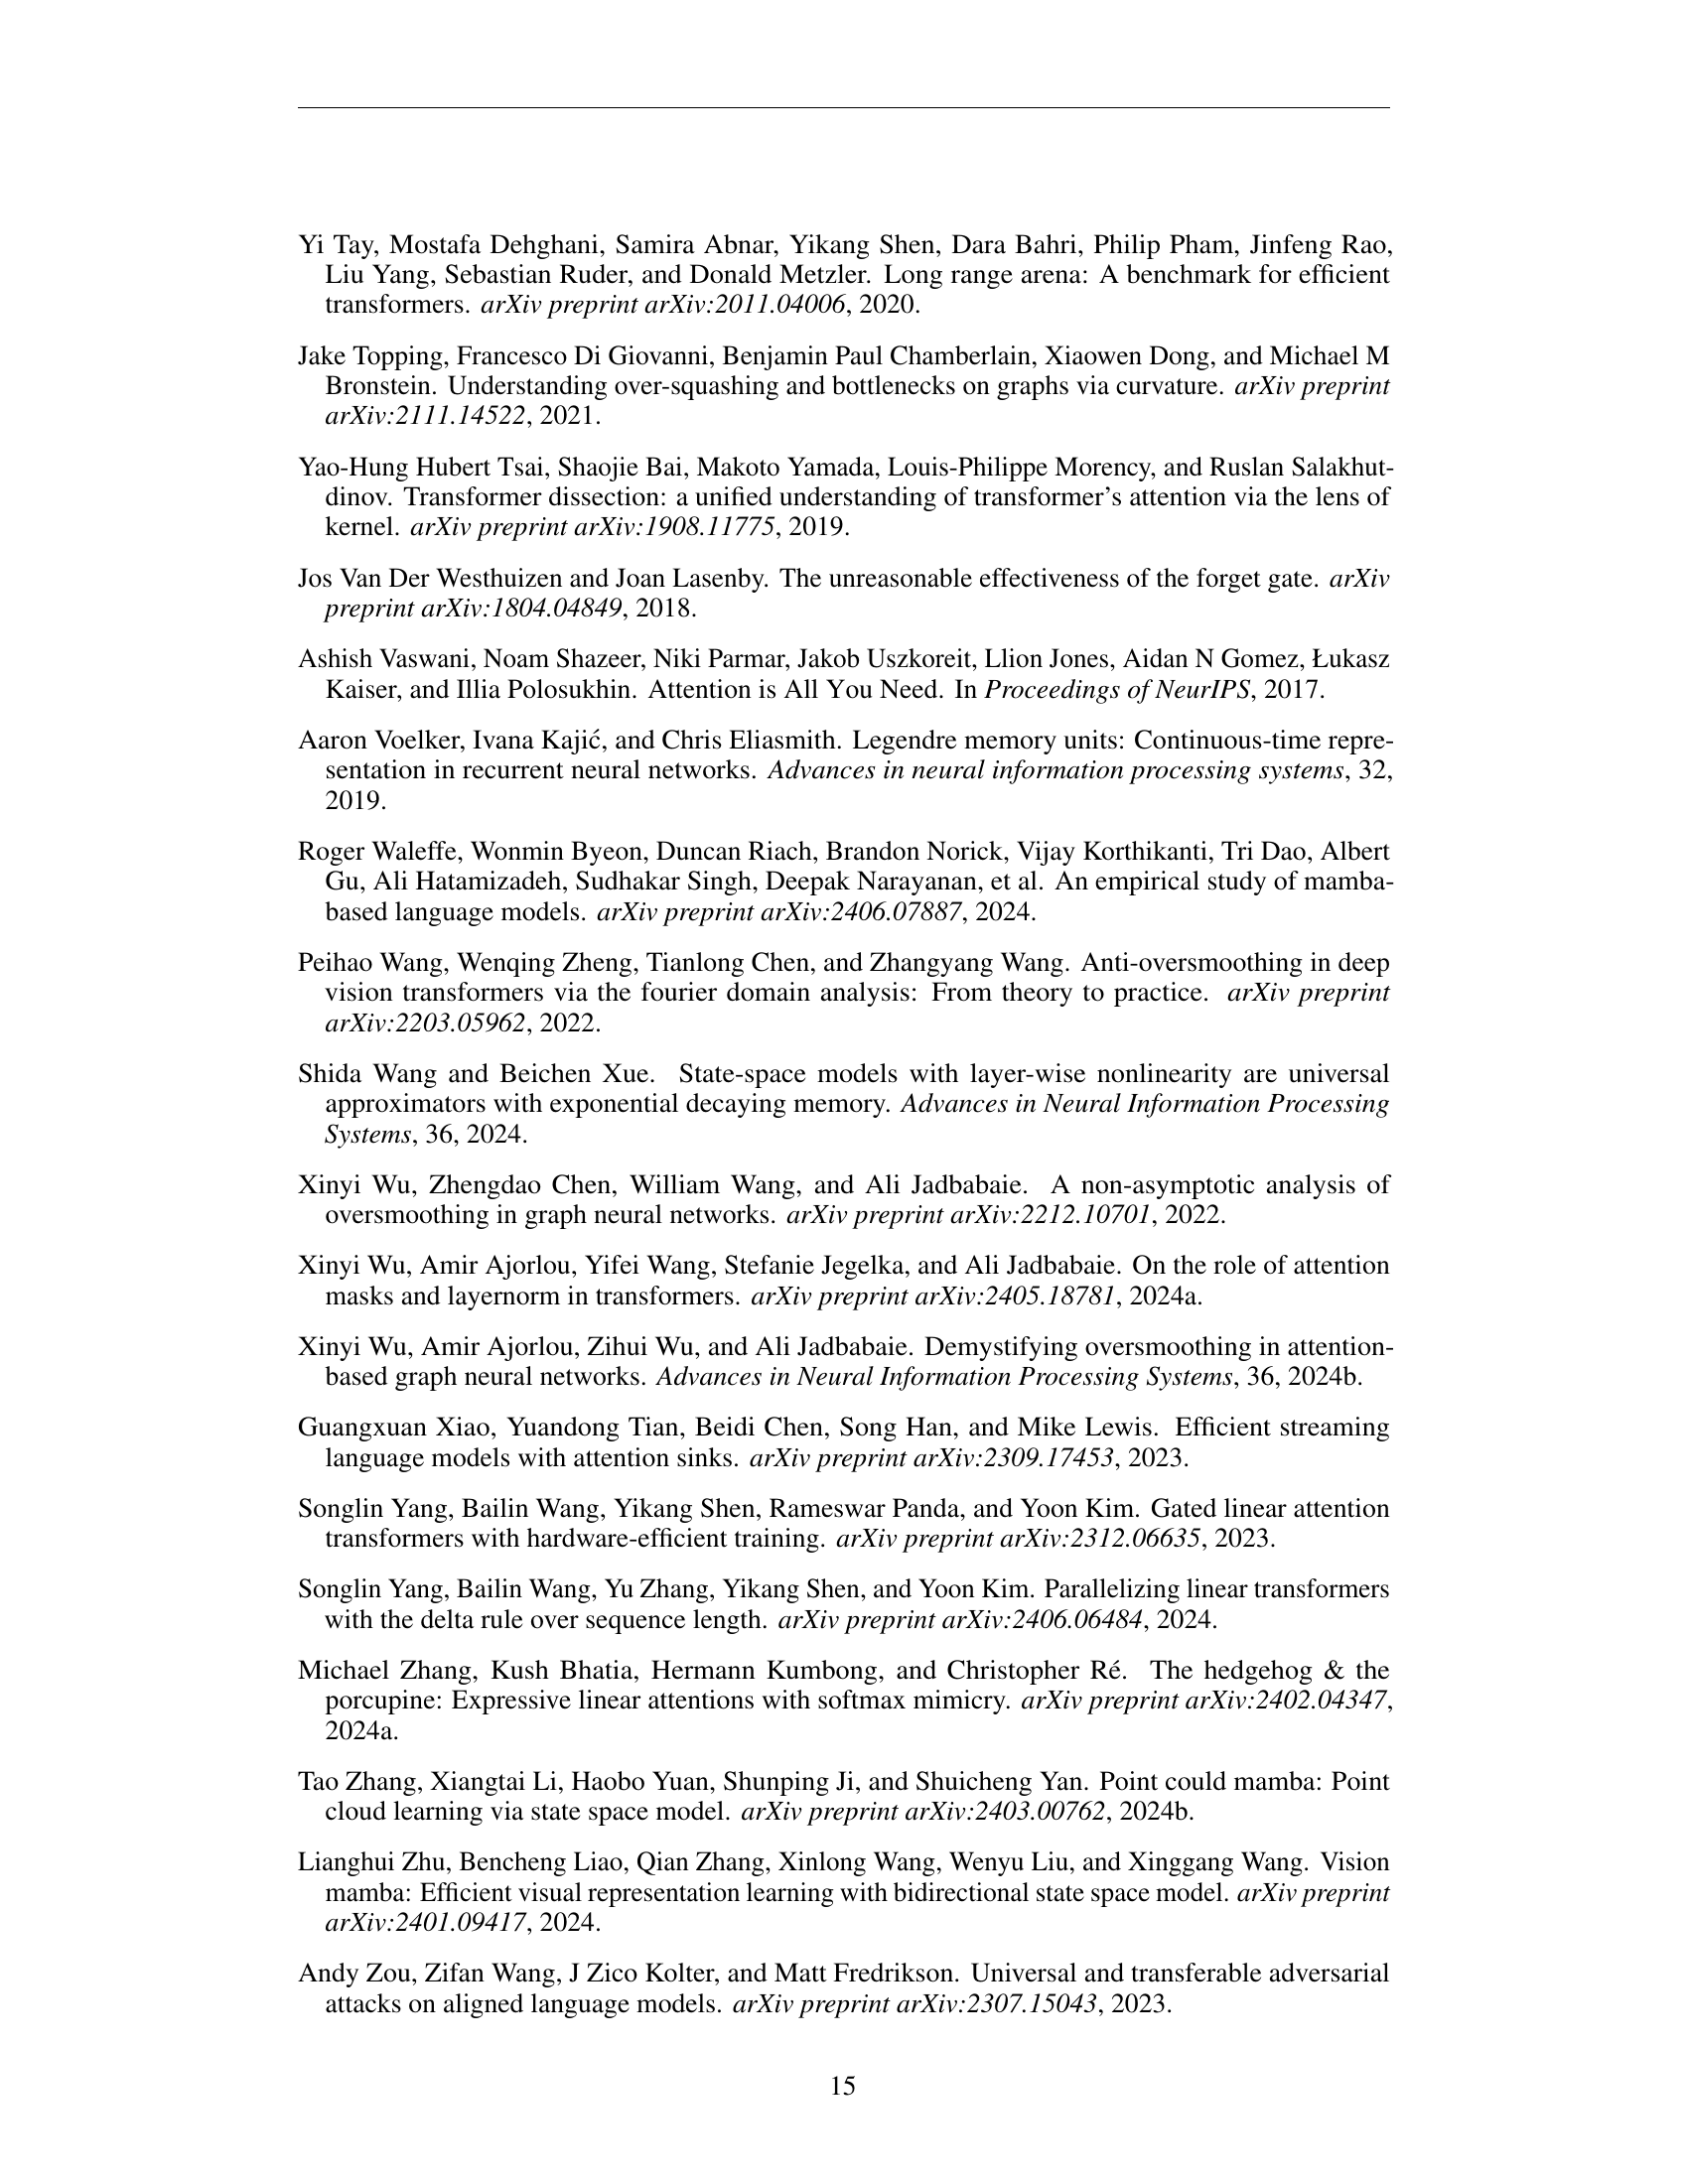 Yi Tay, Mostafa Dehghani, Samira Abnar, Yikang Shen, Dara Bahri, Philip Pham, Jinfeng Rao,
Liu Yang, Sebastian Ruder, and Donald Metzler. Long range arena: A benchmark for efficient
transformers. arXiv preprint arXiv:2011.04006, 2020.
Jake Topping, Francesco Di Giovanni, Benjamin Paul Chamberlain, Xiaowen Dong, and Michael M
Bronstein. Understanding over-squashing and bottlenecks on graphs via curvature. arXiv preprint
arXiv:2111.14522, 2021.
Yao-Hung Hubert Tsai, Shaojie Bai, Makoto Yamada, Louis-Philippe Morency, and Ruslan Salakhut-
dinov. Transformer dissection: a unified understanding of transformer's attention via the lens of
kernel. arXiv preprint arXiv:1908.11775, 2019.
Jos Van Der Westhuizen and Joan Lasenby. The unreasonable effectiveness of the forget gate. arXiv
preprint arXiv:1804.04849, 2018.
Ashish Vaswani, Noam Shazeer, Niki Parmar, Jakob Uszkoreit, Llion Jones, Aidan N Gomez, Łukasz
Kaiser, and Illia Polosukhin. Attention is All You Need. In Proceedings of NeurIPS, 2017.
Aaron Voelker, Ivana Kajić, and Chris Eliasmith. Legendre memory units: Continuous-time repre-
sentation in recurrent neural networks. Advances in neural information processing systems, 32,
2019.
Roger Waleffe, Wonmin Byeon, Duncan Riach, Brandon Norick, Vijay Korthikanti, Tri Dao, Albert
Gu, Ali Hatamizadeh, Sudhakar Singh, Deepak Narayanan, et al. An empirical study of mamba-
based language models. arXiv preprint arXiv:2406.07887, 2024.
Peihao Wang, Wenqing Zheng, Tianlong Chen, and Zhangyang Wang. Anti-oversmoothing in deep
vision transformers via the fourier domain analysis: From theory to practice. arXiv preprint
arXiv:2203.05962, 2022.
Shida Wang and Beichen Xue. State-space models with layer-wise nonlinearity are universal
approximators with exponential decaying memory. Advances in Neural Information Processing
Systems, 36, 2024.
Xinyi Wu, Zhengdao Chen, William Wang, and Ali Jadbabaie. A non-asymptotic analysis of
oversmoothing in graph neural networks. arXiv preprint arXiv:2212.10701, 2022.
Xinyi Wu, Amir Ajorlou, Yifei Wang, Stefanie Jegelka, and Ali Jadbabaie. On the role of attention
masks and layernorm in transformers. arXiv preprint arXiv:2405.18781, 2024a.
Xinyi Wu, Amir Ajorlou, Zihui Wu, and Ali Jadbabaie. Demystifying oversmoothing in attention-
based graph neural networks. Advances in Neural Information Processing Systems, 36, 2024b.
Guangxuan Xiao, Yuandong Tian, Beidi Chen, Song Han, and Mike Lewis. Efficient streaming
language models with attention sinks. arXiv preprint arXiv:2309.17453, 2023.
Songlin Yang, Bailin Wang, Yikang Shen, Rameswar Panda, and Yoon Kim. Gated linear attention
transformers with hardware-efficient training. arXiv preprint arXiv:2312.06635, 2023.
Songlin Yang, Bailin Wang, Yu Zhang, Yikang Shen, and Yoon Kim. Parallelizing linear transformers
with the delta rule over sequence length. arXiv preprint arXiv:2406.06484, 2024.
Michael Zhang, Kush Bhatia, Hermann Kumbong, and Christopher Ré. The hedgehog & the
porcupine: Expressive linear attentions with softmax mimicry. arXiv preprint arXiv:2402.04347,
2024a.
Tao Zhang, Xiangtai Li, Haobo Yuan, Shunping Ji, and Shuicheng Yan. Point could mamba: Point
cloud learning via state space model. arXiv preprint arXiv:2403.00762, 2024b.
Lianghui Zhu, Bencheng Liao, Qian Zhang, Xinlong Wang, Wenyu Liu, and Xinggang Wang. Vision
mamba: Efficient visual representation learning with bidirectional state space model. arXiv preprint
arXiv:2401.09417, 2024.
Andy Zou, Zifan Wang, J Zico Kolter, and Matt Fredrikson. Universal and transferable adversarial
attacks on aligned language models. arXiv preprint arXiv:2307.15043, 2023.
15